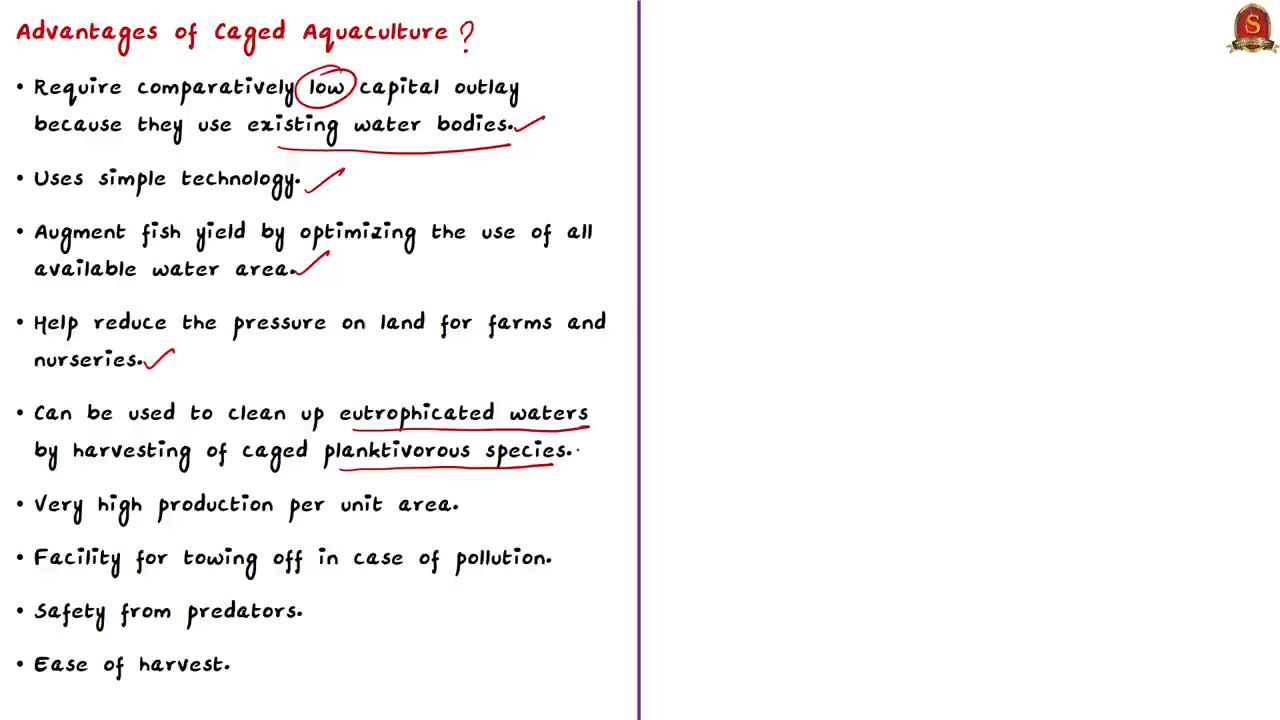 Advantages of Caged Aquaculture?
• Require comparatively low capital outlay
because they use existing water bodies.
• Uses simple technology.
• Augment fish yield by optimizing the use of all
available water area.
• Help reduce the pressure on land for farms and
nurseries.
• Can be used to clean up eutrophicated waters
by harvesting of caged planktivorous species.
• Very high production per unit area.
• Facility for towing off in case of pollution.
• Safety from predators.
• Ease of harvest.
S